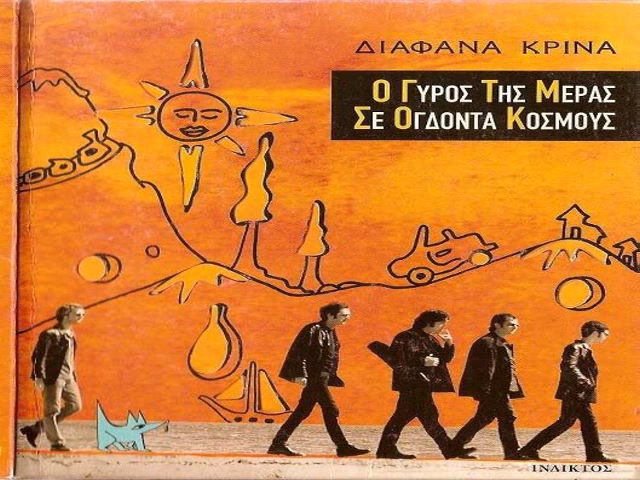 ΔΙΑΦΑΝΑ ΚΡΙΝΑ
Ο ΓΥΡΟΣ ΤΗΣ ΜΕΡΑΣ
ΣΕ ΟΓΔΟΝΤΑ ΚΟΣΜΟΥΣ
ΙΝΔΙΚΤΟΣ